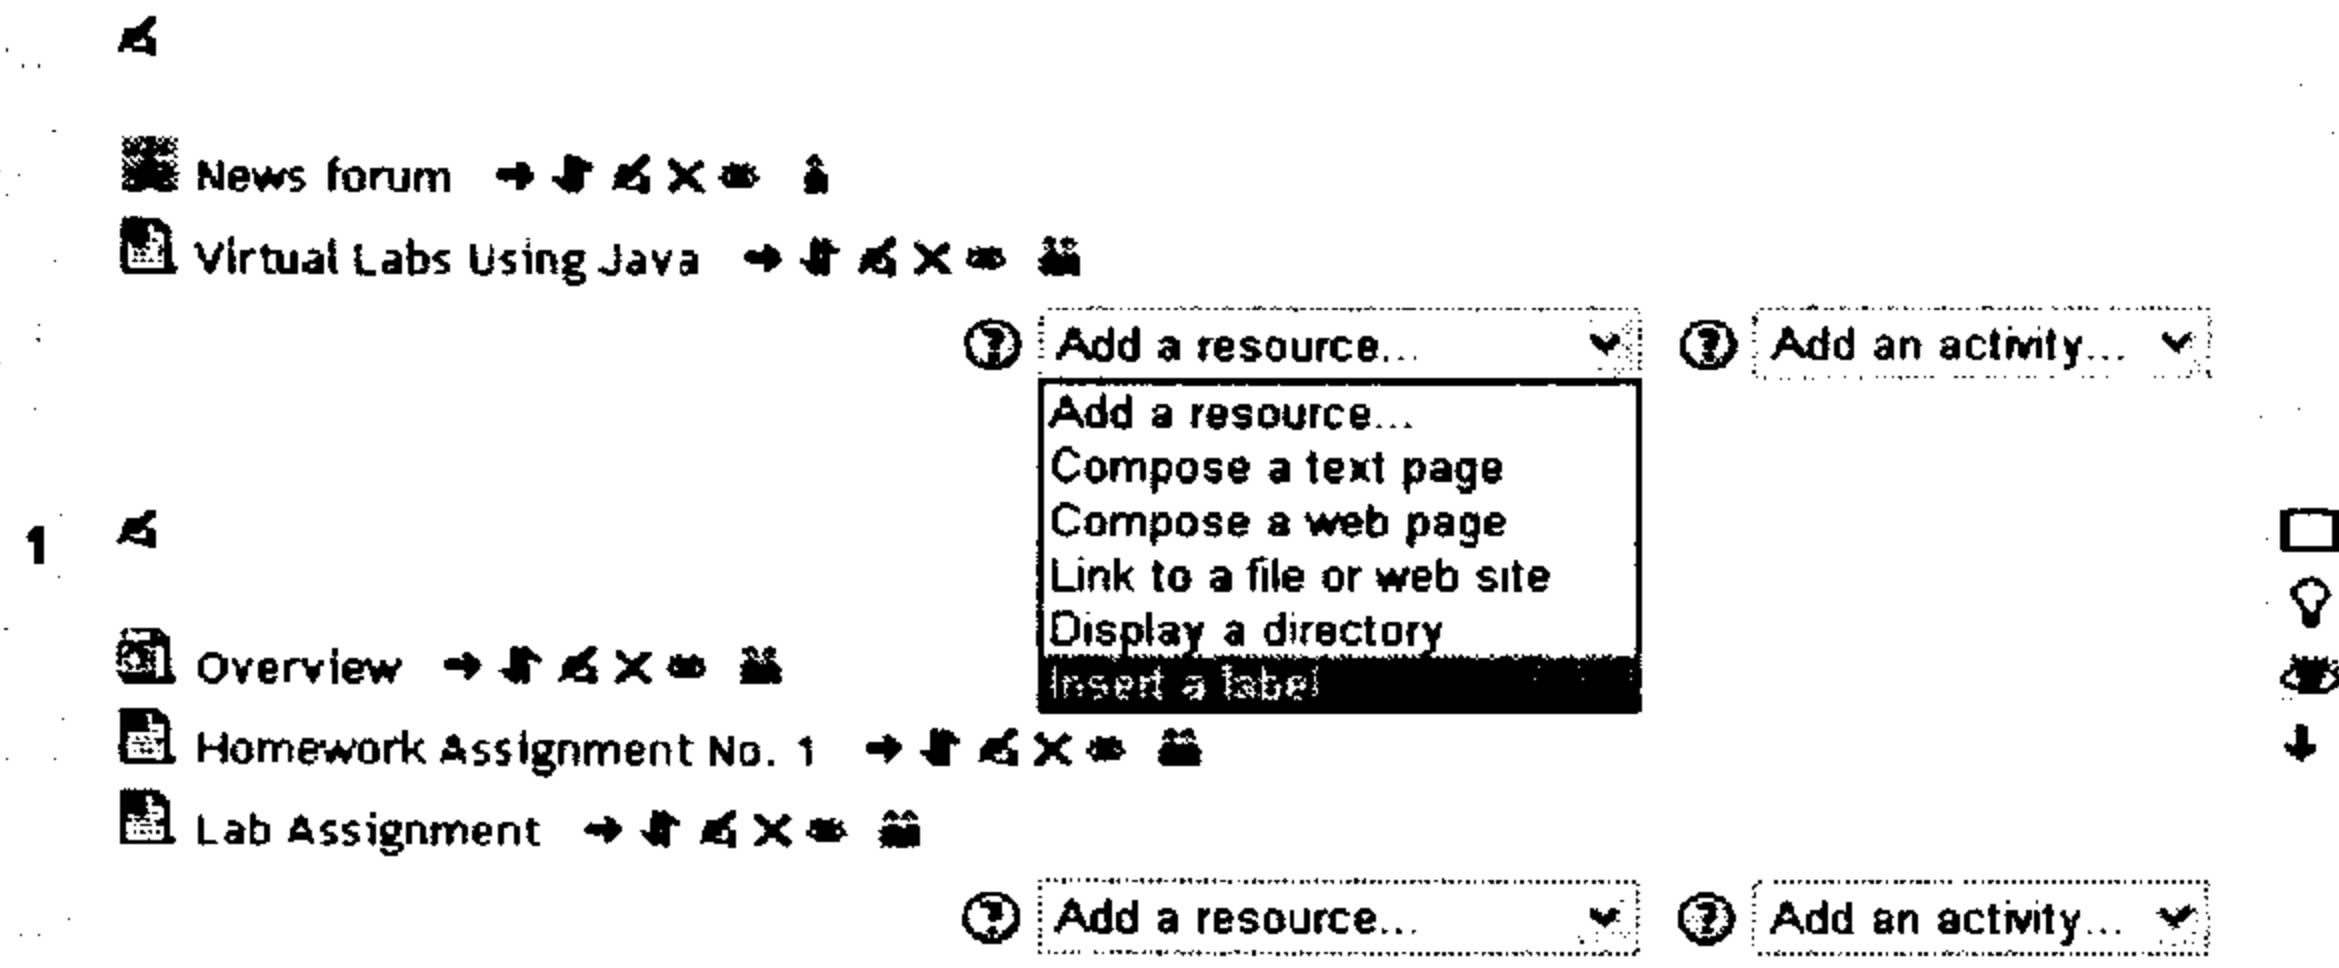 News forum
Virtual Labs Using Java
Add a resource... Add an activity...
Add a resource...
Compose a text page
Compose a web page
Link to a file or web site
Display a directory
Insert a label
1
Overview
Homework Assignment No. 1
Lab Assignment
Add a resource... Add an activity...